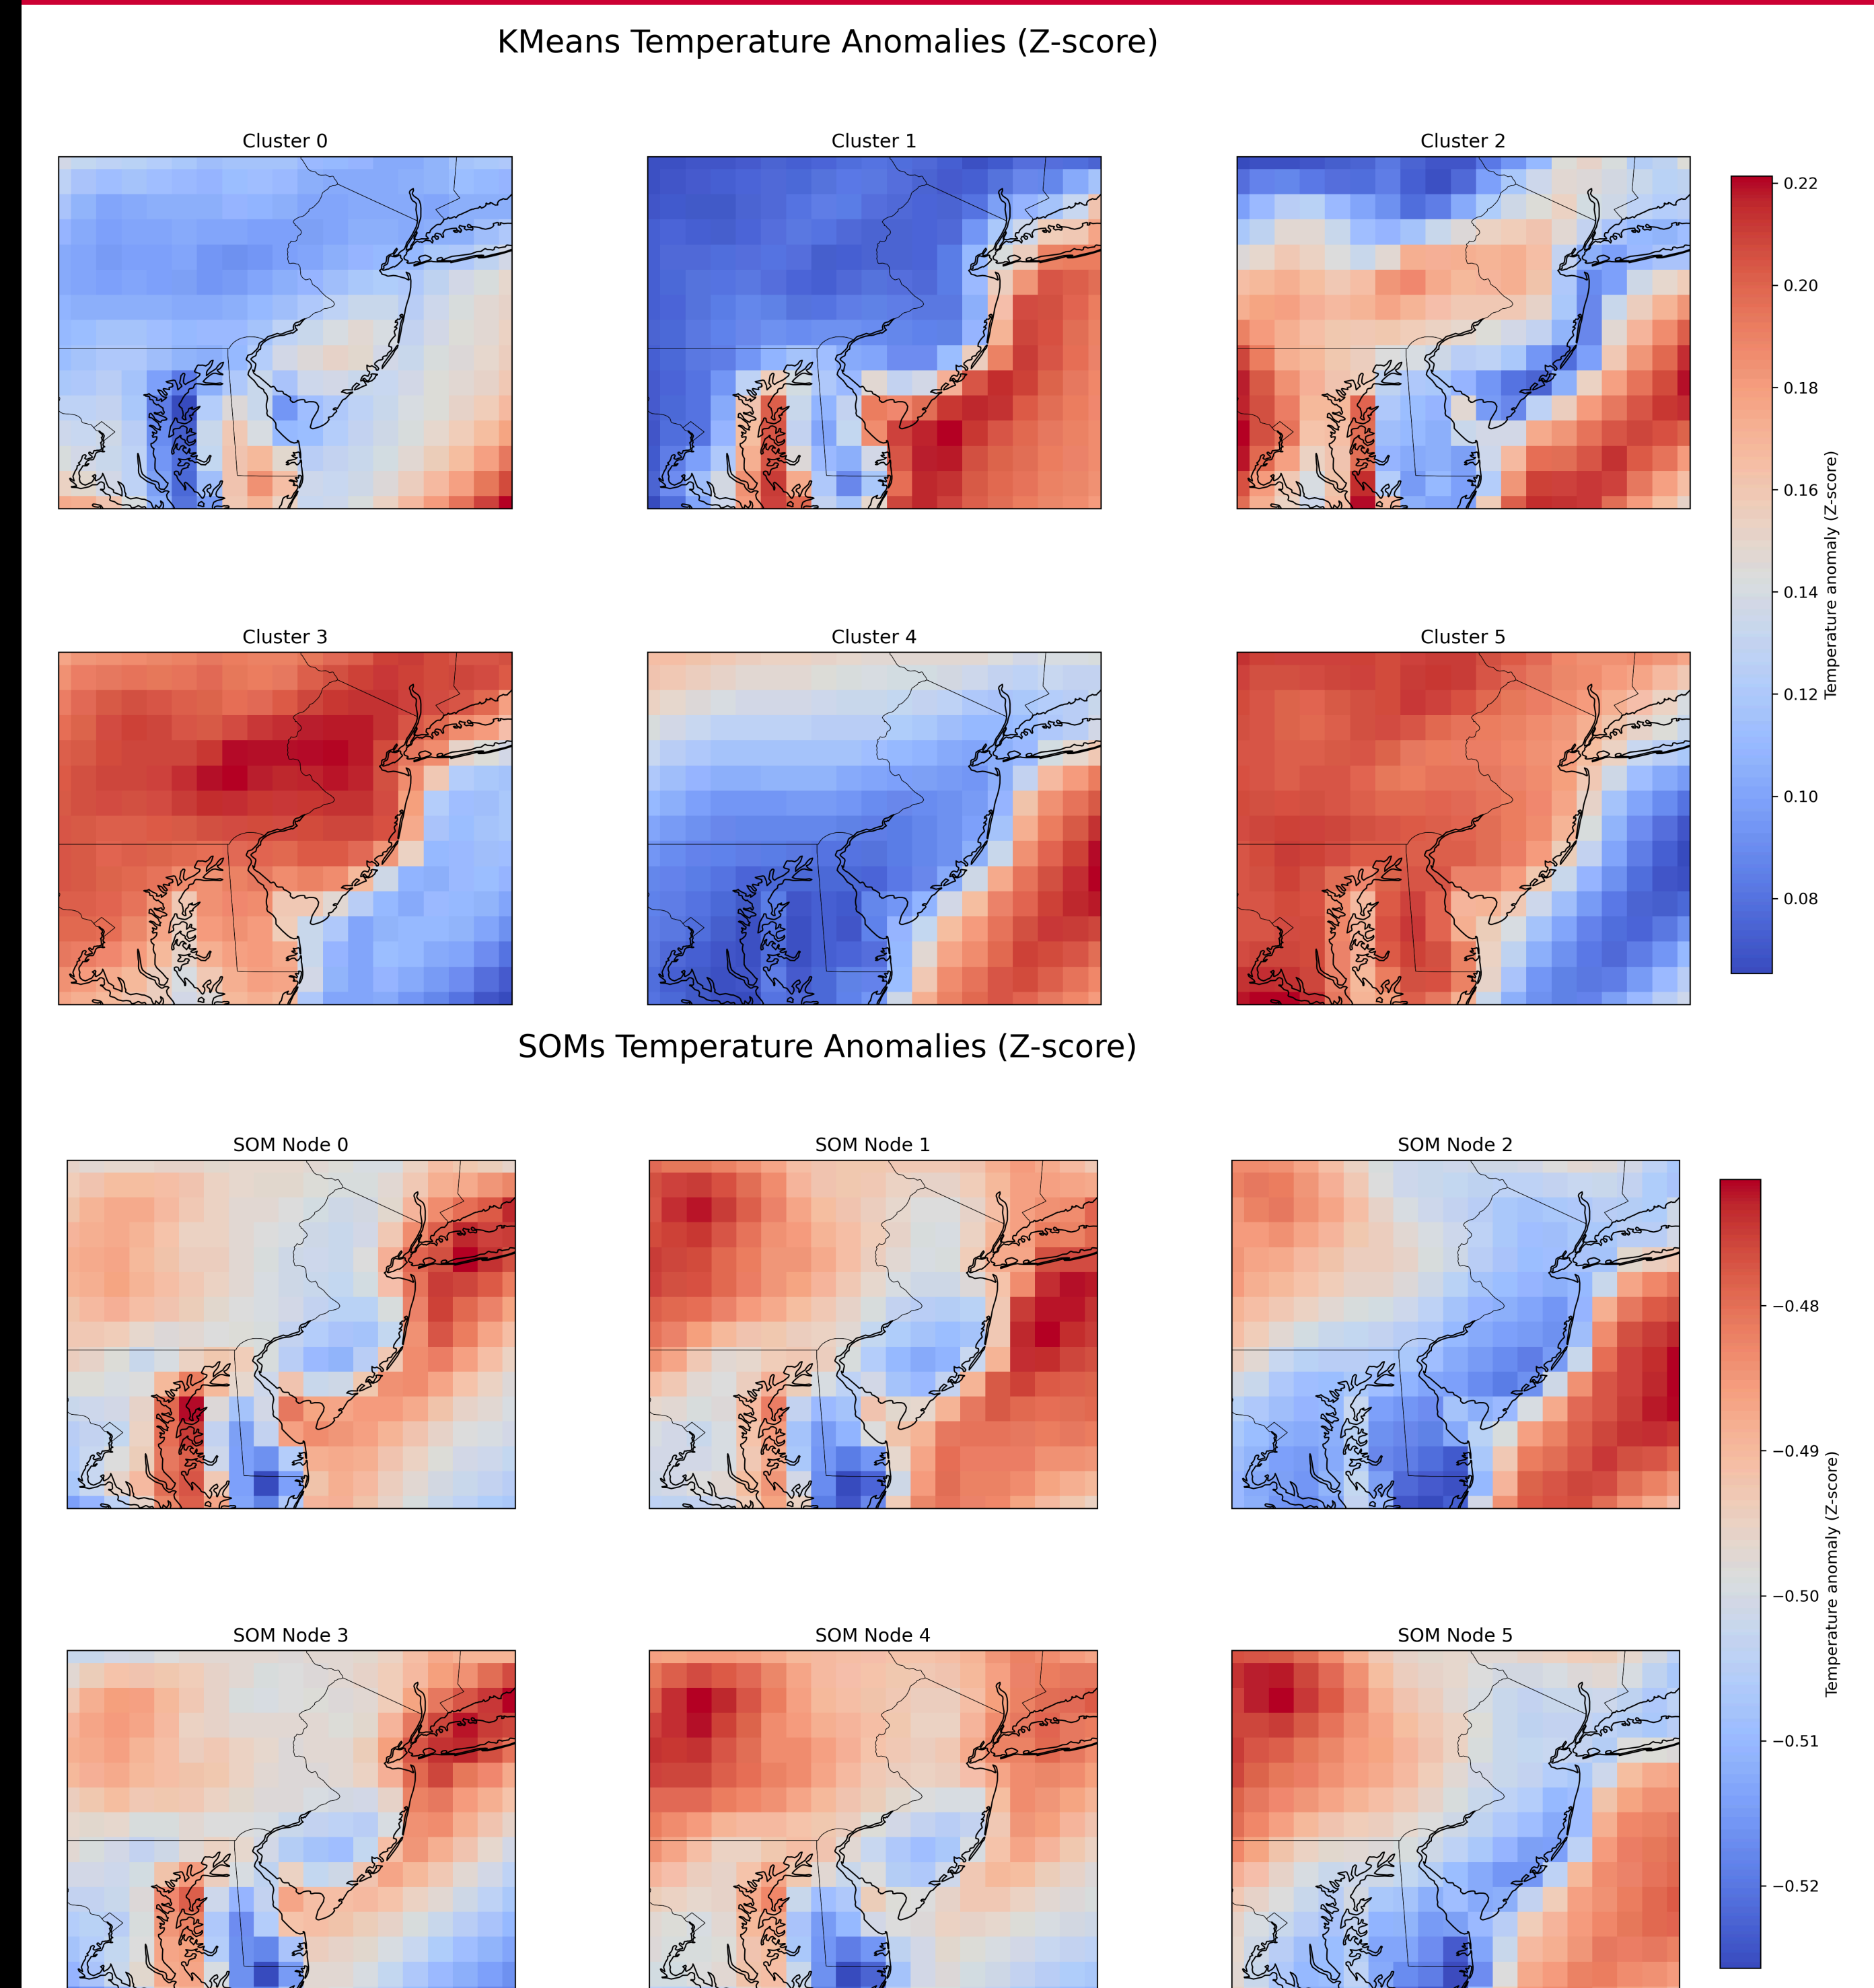 KMeans Temperature Anomalies (Z-score)
Cluster 0
Cluster 1
Cluster 2
0.22
0.20
0.18
0.16
0.14
0.12
0.10
0.08
Temperature anomaly (Z-score)
Cluster 3
Cluster 4
Cluster 5
SOMs Temperature Anomalies (Z-score)
SOM Node 0
SOM Node 1
SOM Node 2
−0.48
−0.49
−0.50
−0.51
−0.52
Temperature anomaly (Z-score)
SOM Node 3
SOM Node 4
SOM Node 5